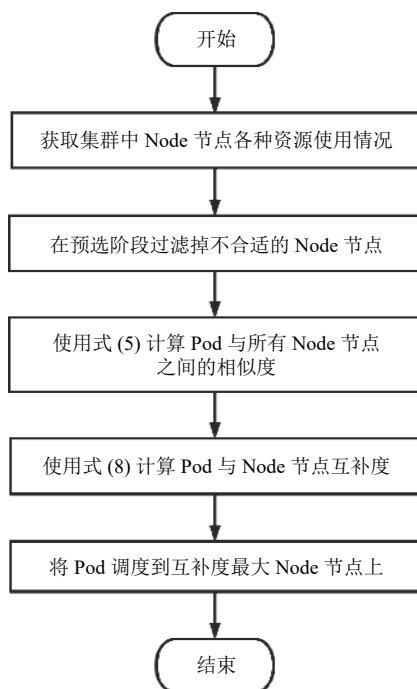 开始
获取集群中 Node 节点各种资源使用情况
在预选阶段过滤掉不合适的 Node 节点
使用式 (5) 计算 Pod 与所有 Node 节点
之间的相似度
使用式 (8) 计算 Pod 与 Node 节点互补度
将 Pod 调度到互补度最大 Node 节点上
结束